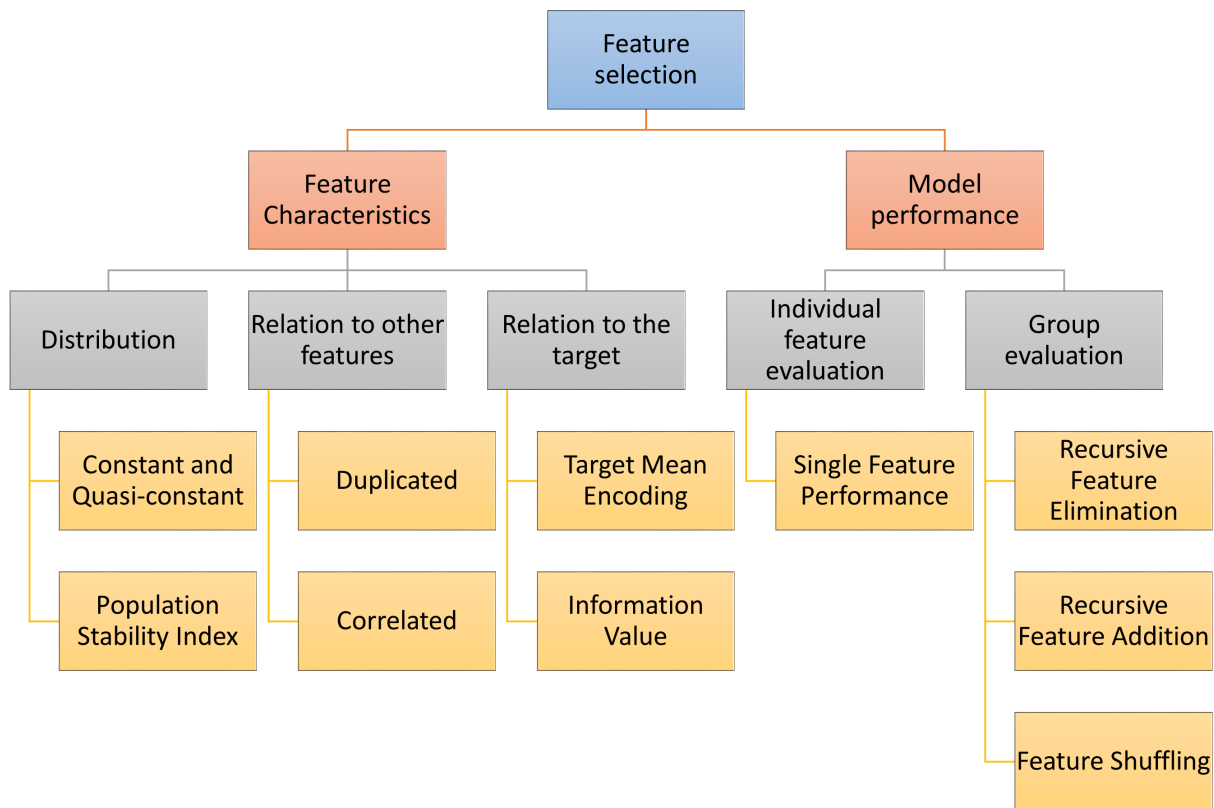 Feature
selection
Feature
Characteristics
Model
performance
Distribution
Relation to other
features
Relation to the
target
Individual
feature
evaluation
Group
evaluation
Constant and
Quasi-constant
Duplicated
Target Mean
Encoding
Single Feature
Performance
Recursive
Feature
Elimination
Population
Stability Index
Correlated
Information
Value
Recursive
Feature Addition
Feature Shuffling